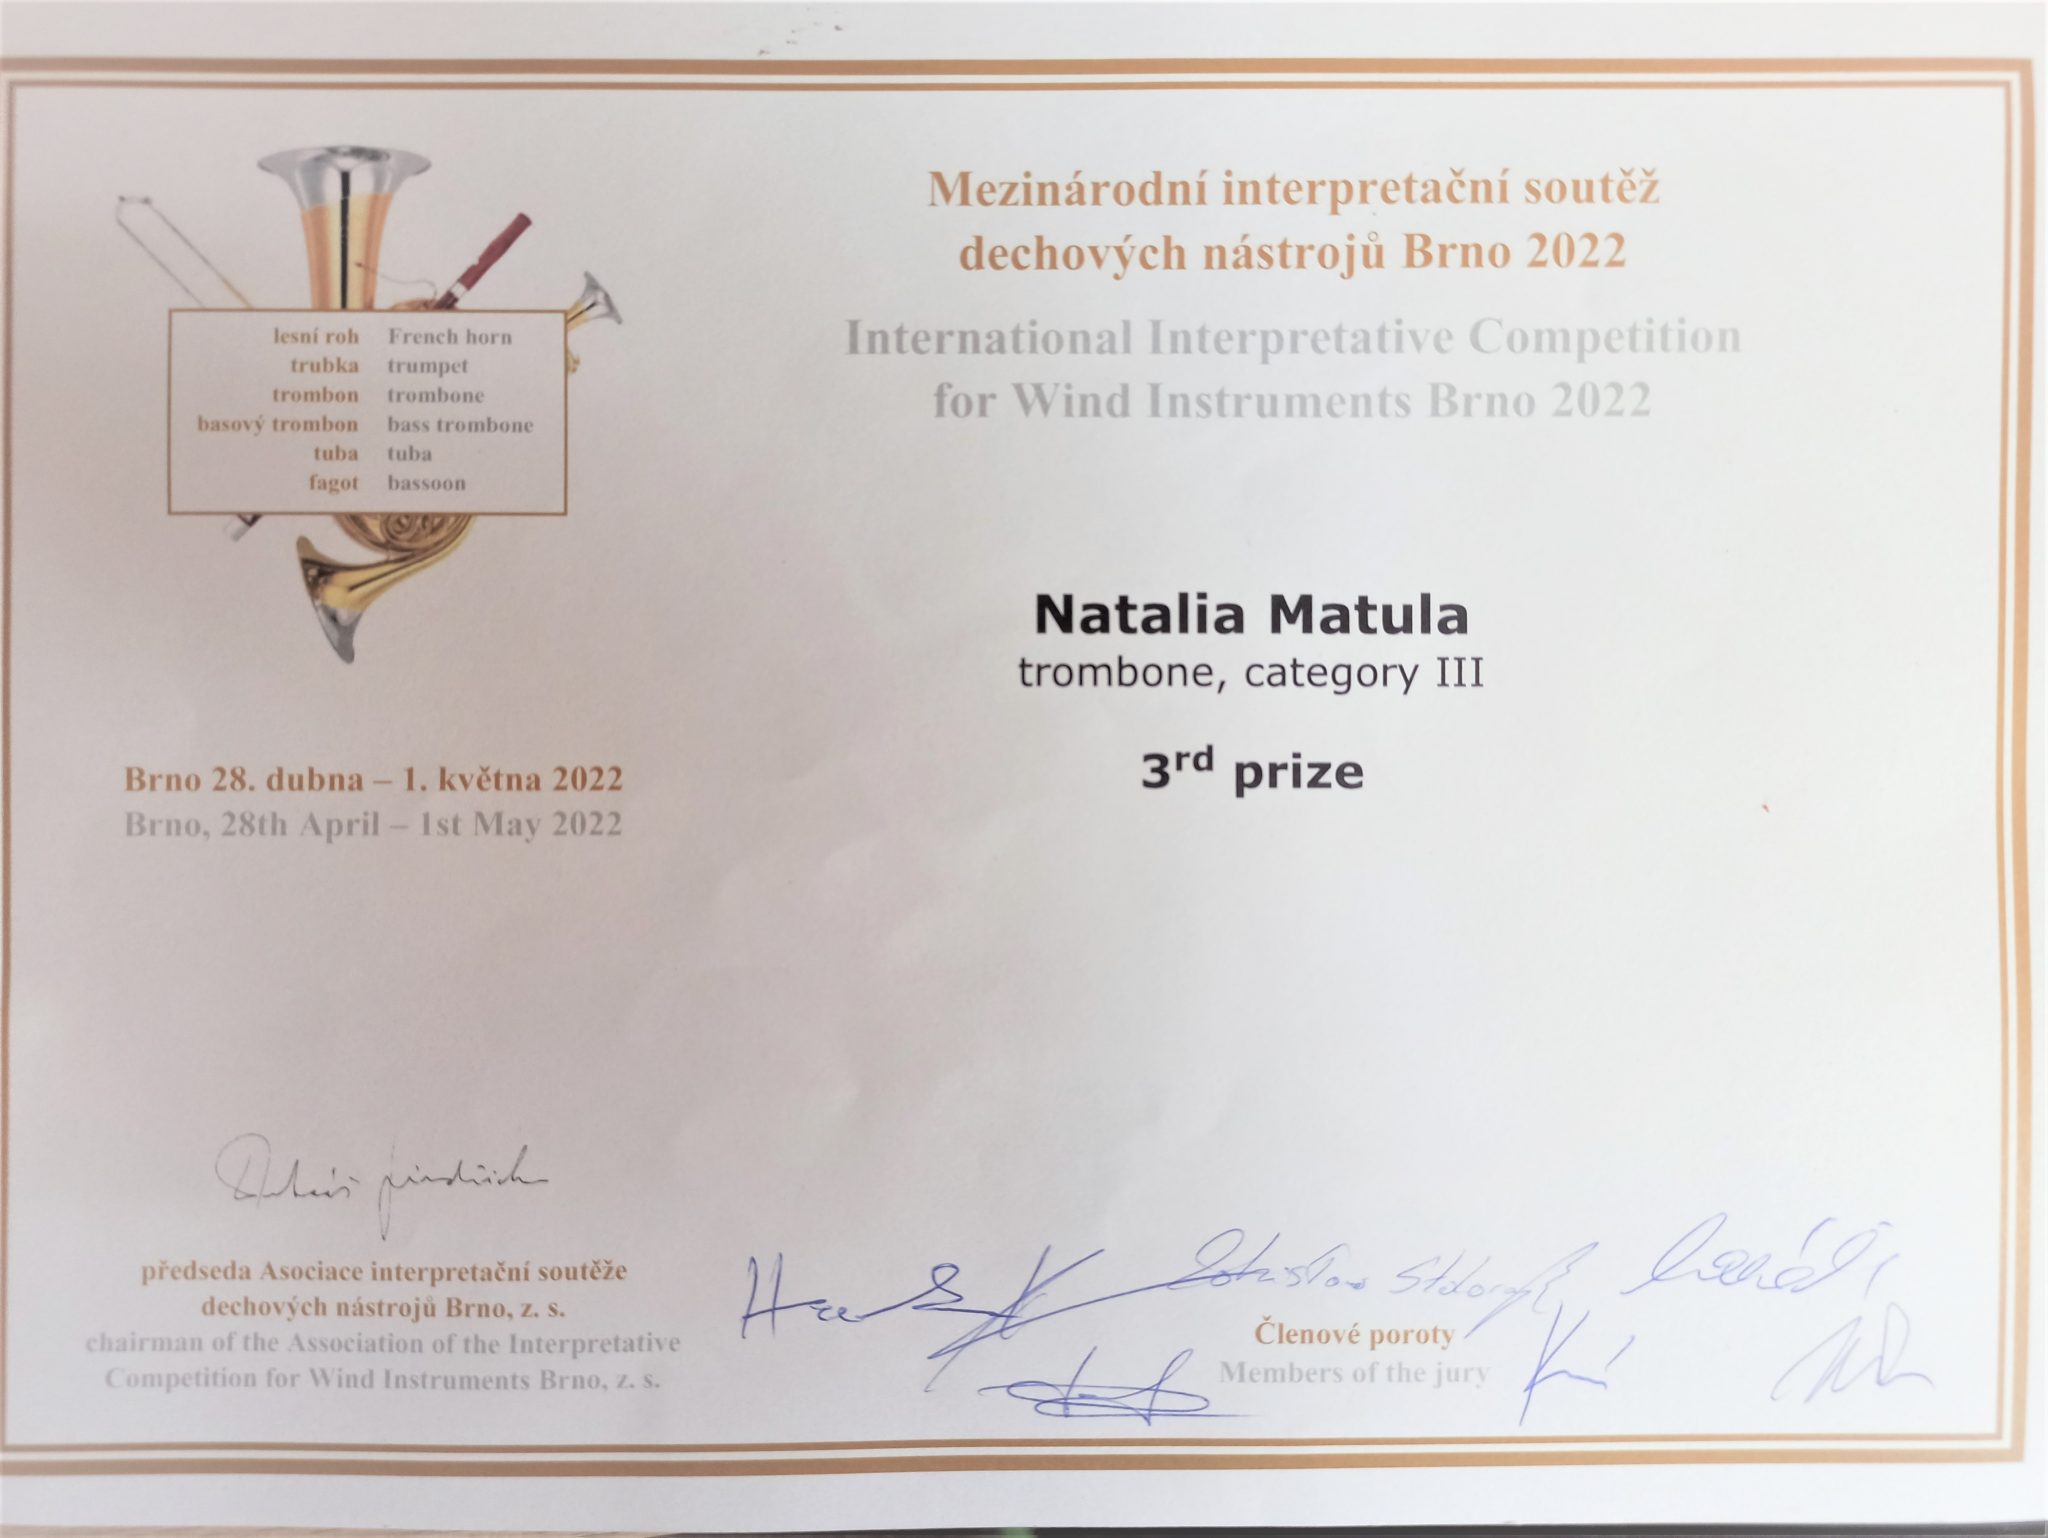 Mezinárodní interpretační soutěž
dechových nástrojů Brno 2022
International Interpretative Competition
for Wind Instruments Brno 2022
lesní roh French horn
trubka trumpet
trombon trombone
basový trombon bass trombone
tuba tuba
fagot bassoon
Natalia Matula
trombone, category III
3rd prize
Brno 28. dubna – 1. května 2022
Brno, 28th April – 1st May 2022
předseda Asociace interpretační soutěže
dechových nástrojů Brno, z. s.
chairman of the Association of the Interpretative
Competition for Wind Instruments Brno, z. s.
Členové poroty
Members of the jury